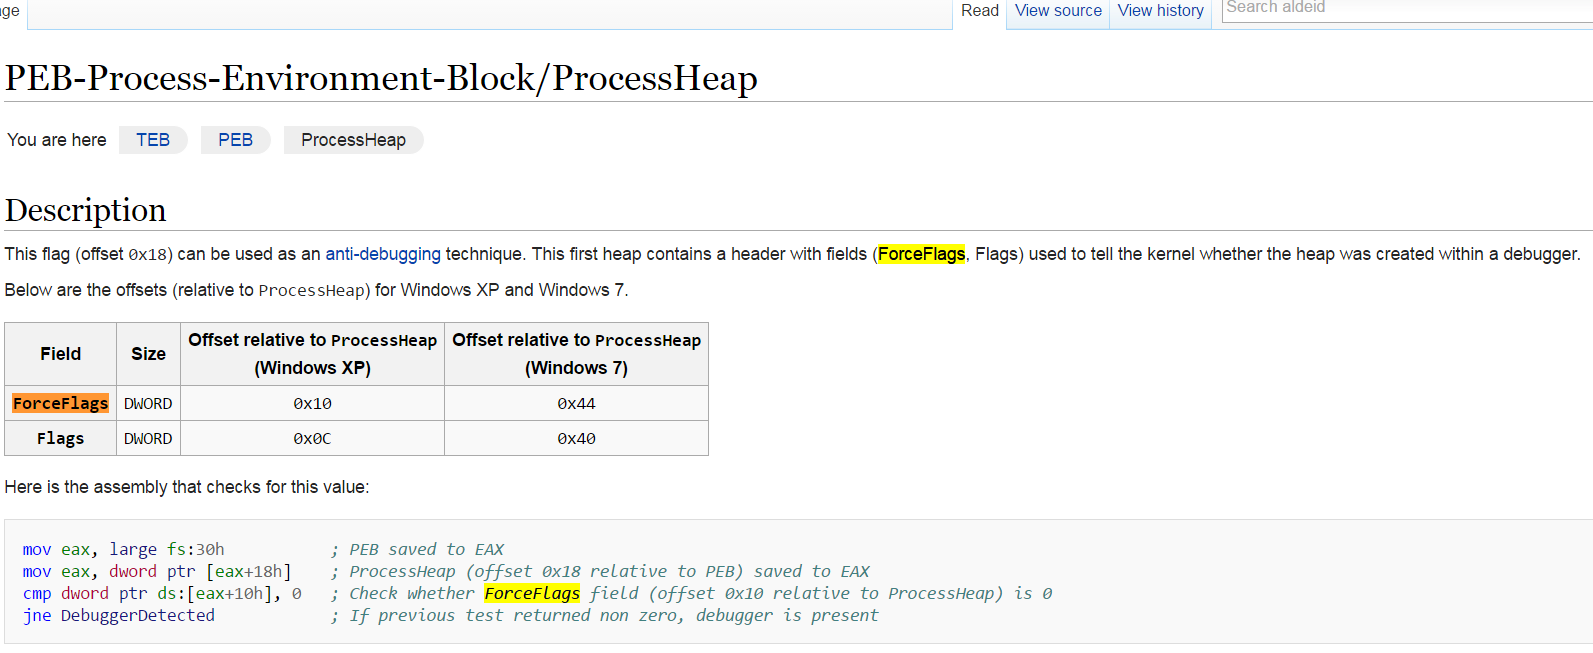 ge Read View source View history Search aldeid
PEB-Process-Environment-Block/ProcessHeap
You are here TEB PEB ProcessHeap
Description
This flag (offset 0x18) can be used as an anti-debugging technique. This first heap contains a header with fields (ForceFlags, Flags) used to tell the kernel whether the heap was created within a debugger.
Below are the offsets (relative to ProcessHeap) for Windows XP and Windows 7.
Field Size Offset relative to ProcessHeap (Windows XP) Offset relative to ProcessHeap (Windows 7)
ForceFlags DWORD 0x10 0x44
Flags DWORD 0x0C 0x40
Here is the assembly that checks for this value:
mov eax, large fs:30h ; PEB saved to EAX
mov eax, dword ptr [eax+18h] ; ProcessHeap (offset 0x18 relative to PEB) saved to EAX
cmp dword ptr ds:[eax+10h], 0 ; Check whether ForceFlags field (offset 0x10 relative to ProcessHeap) is 0
jne DebuggerDetected ; If previous test returned non zero, debugger is present